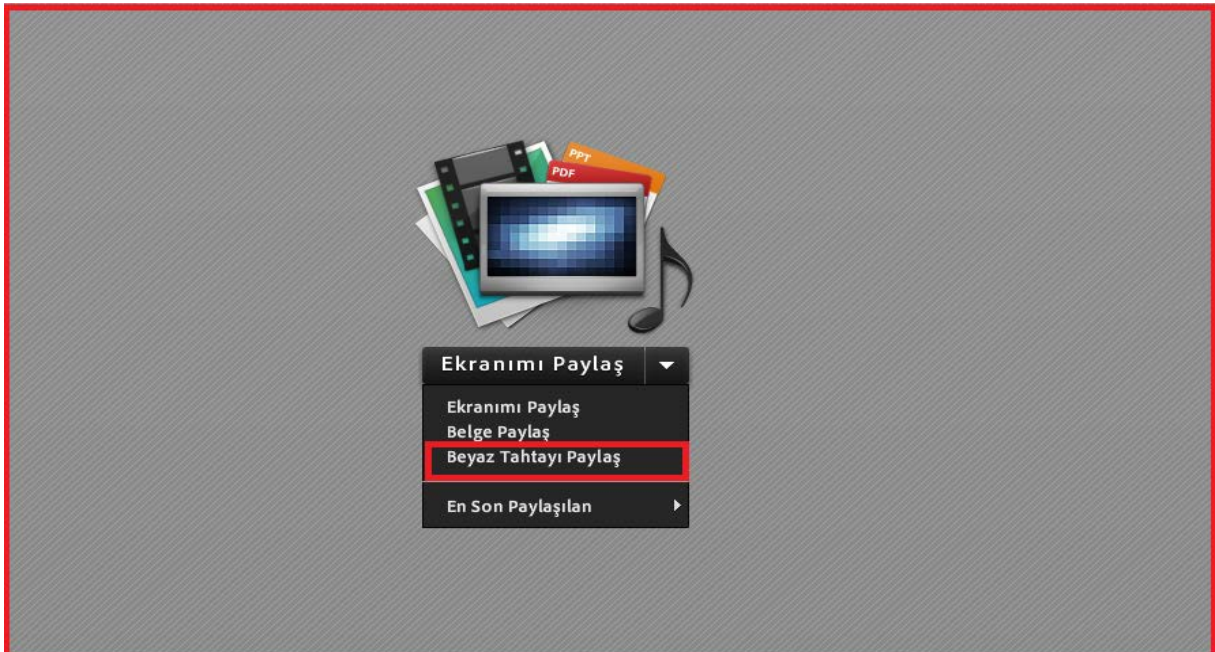 PPT
PDF
Ekranımı Paylaş
Ekranımı Paylaş
Belge Paylaş
Beyaz Tahtayı Paylaş
En Son Paylaşılan